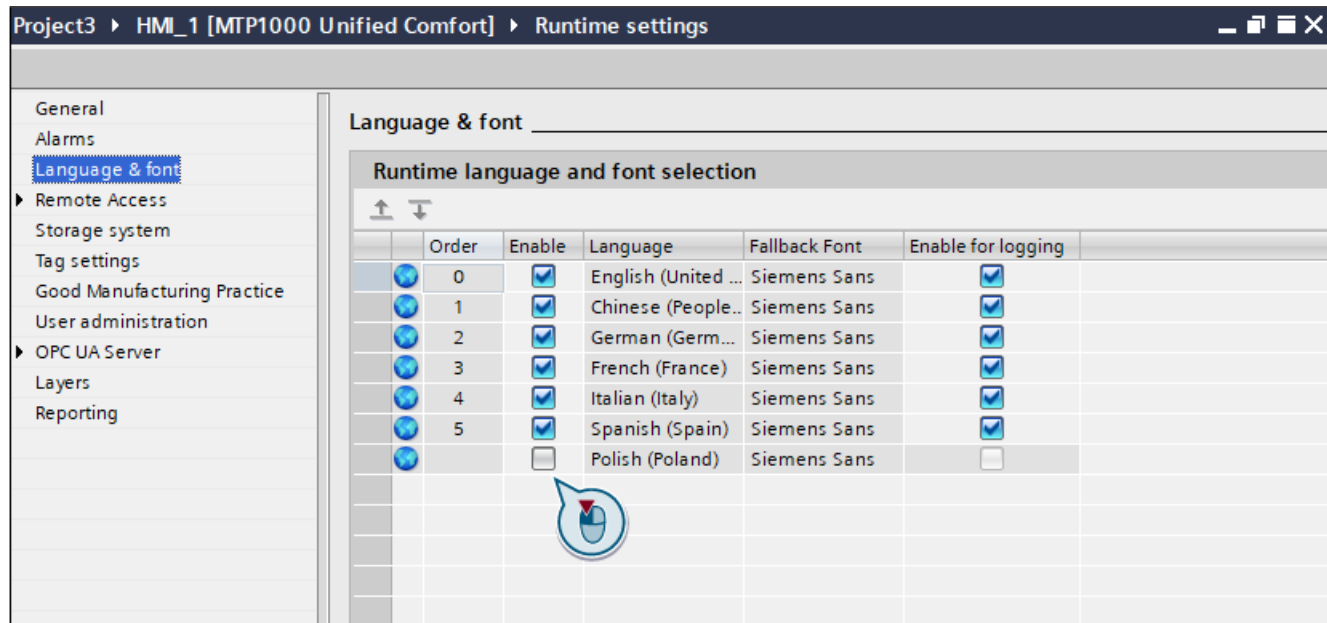 Project3 ▸ HMI_1 [MTP1000 Unified Comfort] ▸ Runtime settings
General
Alarms
Language & font
Remote Access
Storage system
Tag settings
Good Manufacturing Practice
User administration
OPC UA Server
Layers
Reporting
Language & font
Runtime language and font selection
Order Enable Language Fallback Font Enable for logging
0 English (United ... Siemens Sans
1 Chinese (People... Siemens Sans
2 German (Germ... Siemens Sans
3 French (France) Siemens Sans
4 Italian (Italy) Siemens Sans
5 Spanish (Spain) Siemens Sans
Polish (Poland) Siemens Sans